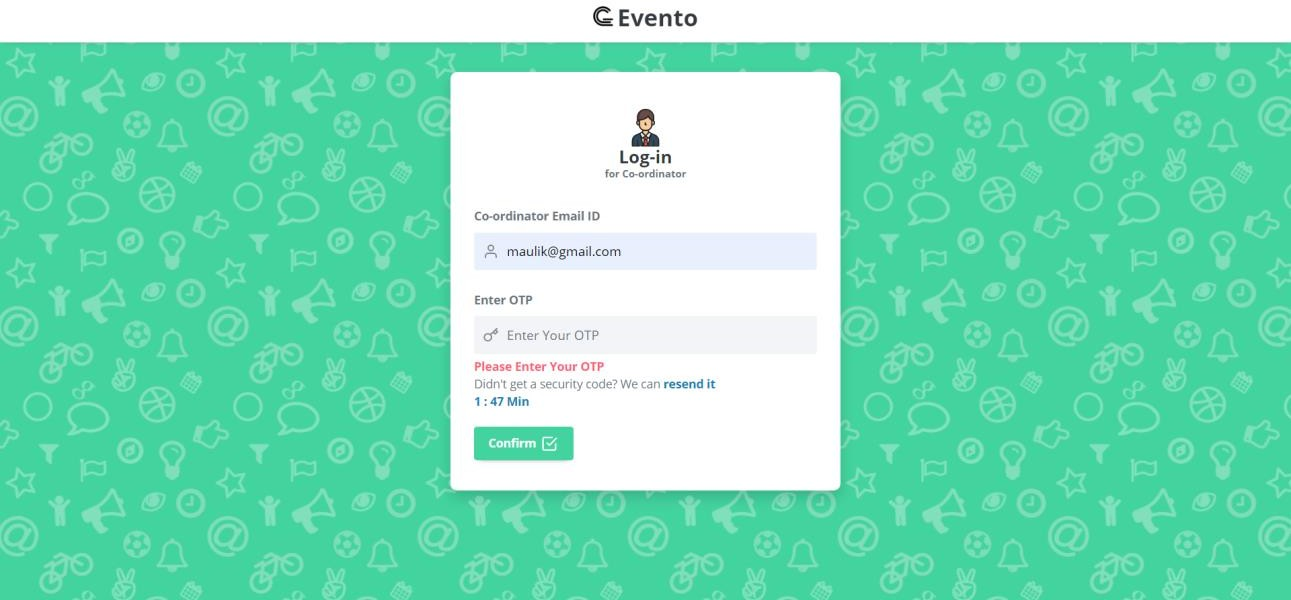 Evento
Log-in
for Co-ordinator
Co-ordinator Email ID
maulik@gmail.com
Enter OTP
Enter Your OTP
Please Enter Your OTP
Didn't get a security code? We can resend it
1 : 47 Min
Confirm